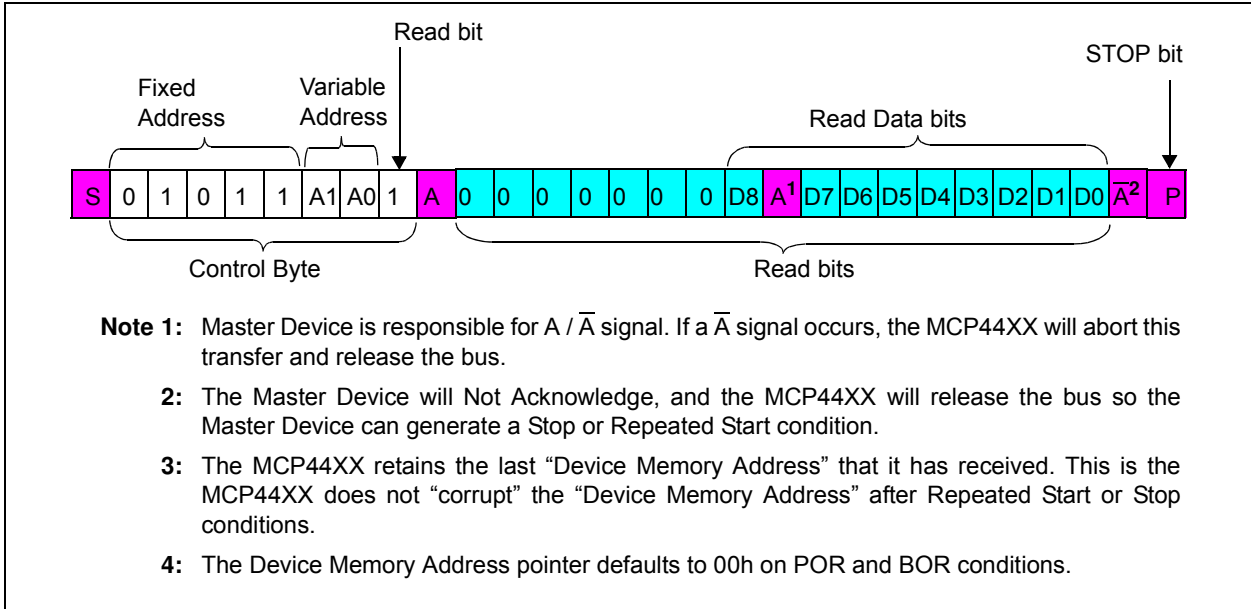 Read bit
STOP bit
Fixed Address
Variable Address
Read Data bits
S 0 1 0 1 1 A1 A0 1 A 0 0 0 0 0 0 0 D8 A¹ D7 D6 D5 D4 D3 D2 D1 D0 A̅² P
Control Byte
Read bits
Note 1: Master Device is responsible for A / A̅ signal. If a A̅ signal occurs, the MCP44XX will abort this
transfer and release the bus.
2: The Master Device will Not Acknowledge, and the MCP44XX will release the bus so the
Master Device can generate a Stop or Repeated Start condition.
3: The MCP44XX retains the last “Device Memory Address” that it has received. This is the
MCP44XX does not “corrupt” the “Device Memory Address” after Repeated Start or Stop
conditions.
4: The Device Memory Address pointer defaults to 00h on POR and BOR conditions.